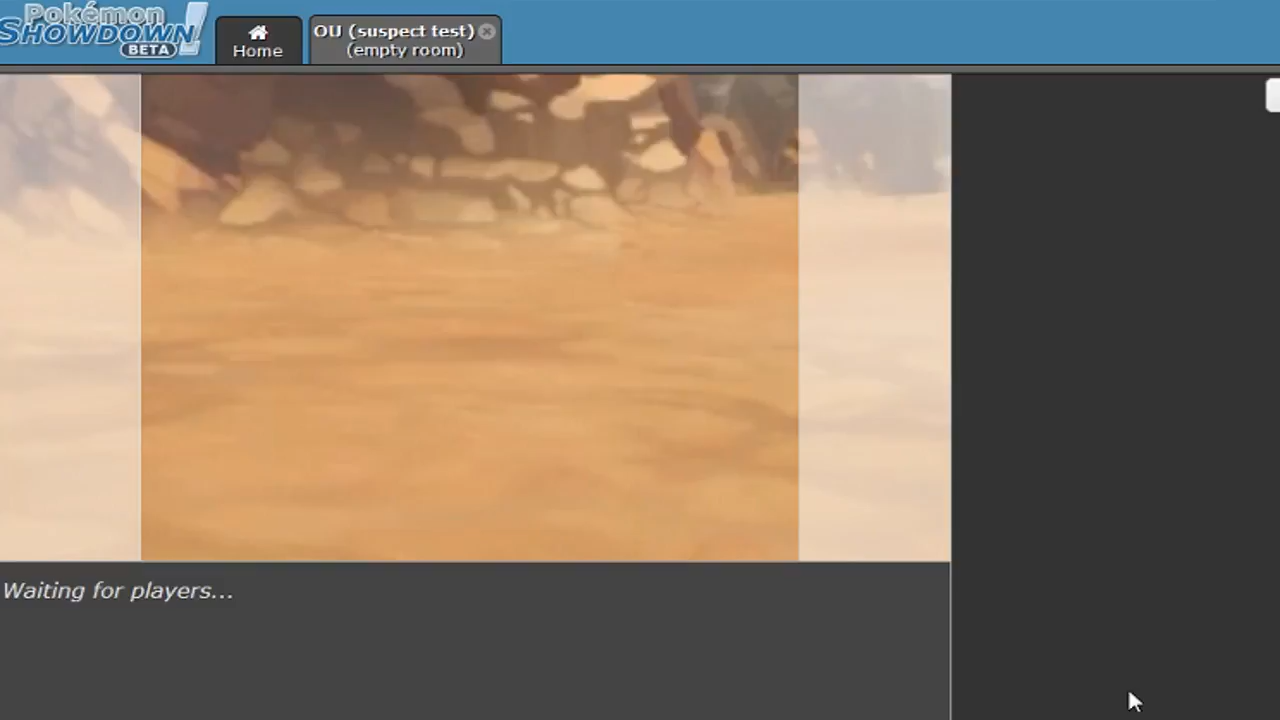 Pokémon
SHOWDOWN!
BETA
Home
OU (suspect test)
(empty room)
Waiting for players...